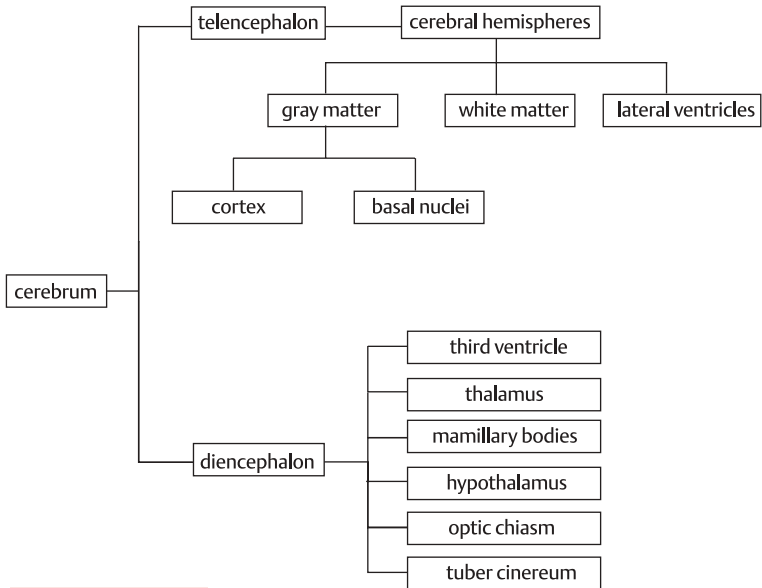 telencephalon
cerebral hemispheres
gray matter
white matter
lateral ventricles
cortex
basal nuclei
cerebrum
third ventricle
thalamus
mamillary bodies
diencephalon
hypothalamus
optic chiasm
tuber cinereum